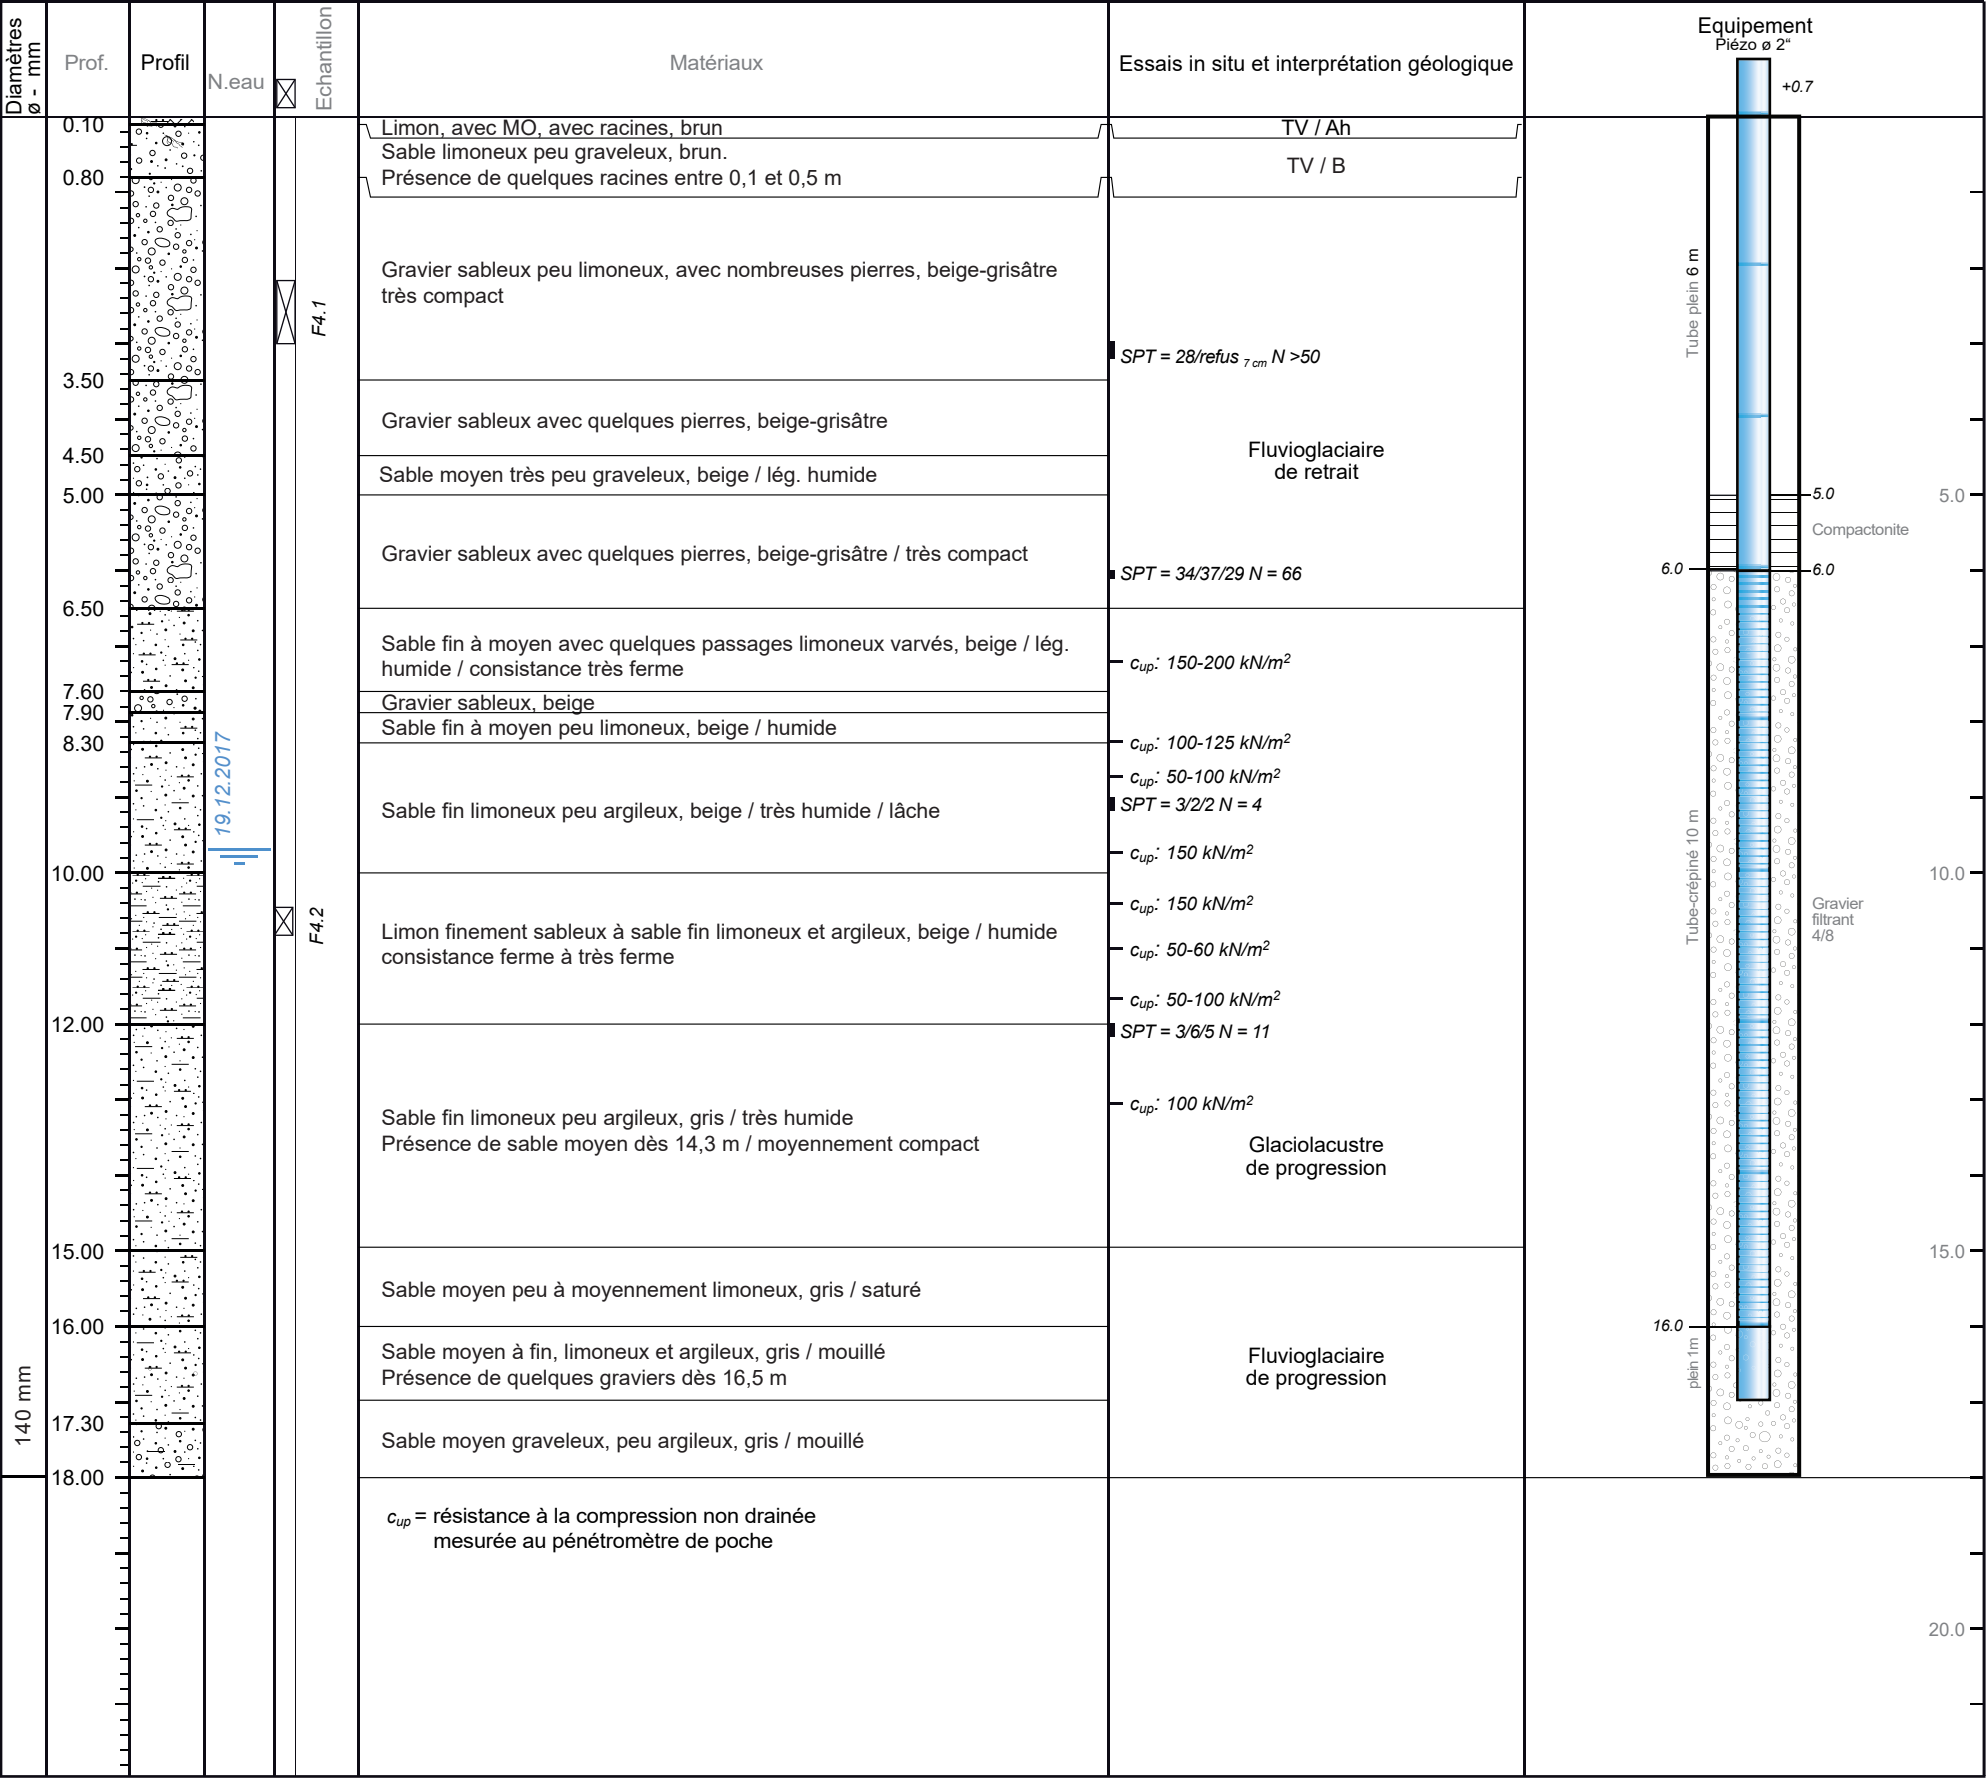 Diamètres
ø - mm
Prof.
Profil
N.eau
Echantillon
Matériaux
Essais in situ et interprétation géologique
Equipement
Piézo ø 2“
+0.7
0.10
Limon, avec MO, avec racines, brun
TV / Ah
Sable limoneux peu graveleux, brun.
Présence de quelques racines entre 0,1 et 0,5 m
TV / B
0.80
Gravier sableux peu limoneux, avec nombreuses pierres, beige-grisâtre
très compact
F4.1
Tube plein 6 m
SPT = 28/refus 7 cm N >50
3.50
Gravier sableux avec quelques pierres, beige-grisâtre
Fluvioglaciaire
de retrait
4.50
Sable moyen très peu graveleux, beige / lég. humide
5.00
5.0
5.0
Compactonite
Gravier sableux avec quelques pierres, beige-grisâtre / très compact
SPT = 34/37/29 N = 66
6.0
6.0
6.50
Sable fin à moyen avec quelques passages limoneux varvés, beige / lég.
humide / consistance très ferme
cup: 150-200 kN/m2
7.60
Gravier sableux, beige
7.90
Sable fin à moyen peu limoneux, beige / humide
8.30
cup: 100-125 kN/m2
cup: 50-100 kN/m2
19.12.2017
Sable fin limoneux peu argileux, beige / très humide / lâche
SPT = 3/2/2 N = 4
cup: 150 kN/m2
Tube-crépiné 10 m
10.00
10.0
F4.2
cup: 150 kN/m2
Gravier
filtrant
4/8
Limon finement sableux à sable fin limoneux et argileux, beige / humide
consistance ferme à très ferme
cup: 50-60 kN/m2
cup: 50-100 kN/m2
12.00
SPT = 3/6/5 N = 11
cup: 100 kN/m2
Sable fin limoneux peu argileux, gris / très humide
Présence de sable moyen dès 14,3 m / moyennement compact
Glaciolacustre
de progression
15.00
15.0
Sable moyen peu à moyennement limoneux, gris / saturé
16.00
16.0
Sable moyen à fin, limoneux et argileux, gris / mouillé
Présence de quelques graviers dès 16,5 m
Fluvioglaciaire
de progression
plein 1m
140 mm
17.30
Sable moyen graveleux, peu argileux, gris / mouillé
18.00
cup = résistance à la compression non drainée
mesurée au pénétromètre de poche
20.0